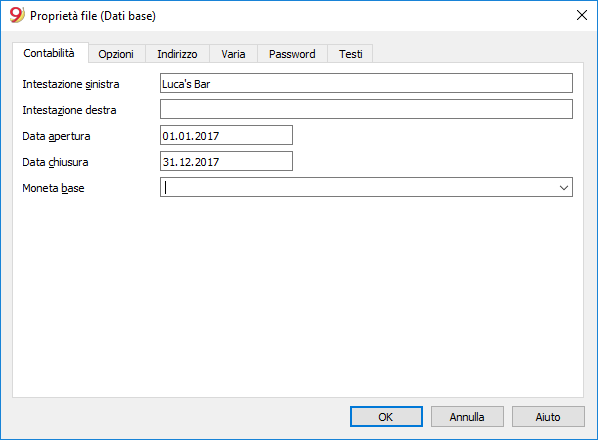 Proprietà file (Dati base)
Contabilità Opzioni Indirizzo Varia Password Testi
Intestazione sinistra Luca's Bar
Intestazione destra
Data apertura 01.01.2017
Data chiusura 31.12.2017
Moneta base
OK Annulla Aiuto